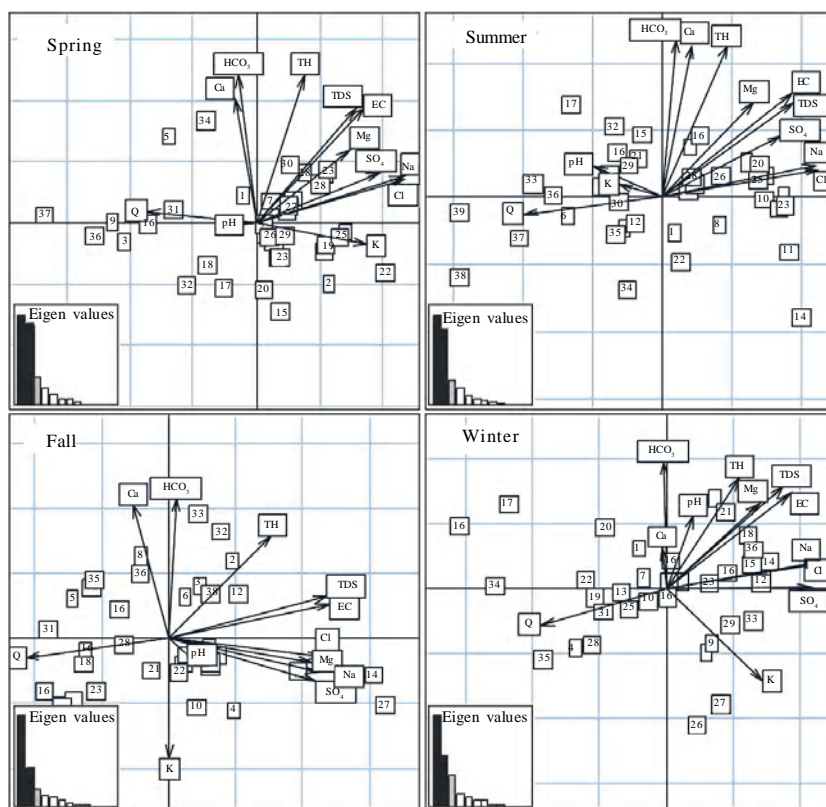 Spring
HCO3
TH
Ca
TDS
EC
34
5
Mg
SO4
Na
30
28
23
28
Cl
1
7
27
37
Q
31
9
16
pH
36
3
26
29
25
19
K
23
18
22
32
17
20
2
15
Eigen values
Summer
HCO3
Ca
TH
EC
Mg
TDS
17
32
15
16
SO4
Na
16
21
pH
29
20
Cl
33
K
26
25
36
30
10
23
39
Q
6
12
8
37
35
1
11
38
22
34
14
Eigen values
Fall
Ca
HCO3
33
32
TH
8
2
36
35
3
38
12
TDS
5
6
EC
16
31
28
Cl
Q
pH
Mg
18
21
22
Na
14
16
23
SO4
10
4
27
K
Eigen values
Winter
HCO3
TH
TDS
Mg
17
EC
pH
21
16
20
18
Ca
1
36
Na
16
15
14
Cl
22
7
16
34
23
12
19
13
10
16
SO4
31
25
Q
29
33
4
28
9
35
K
27
26
Eigen values